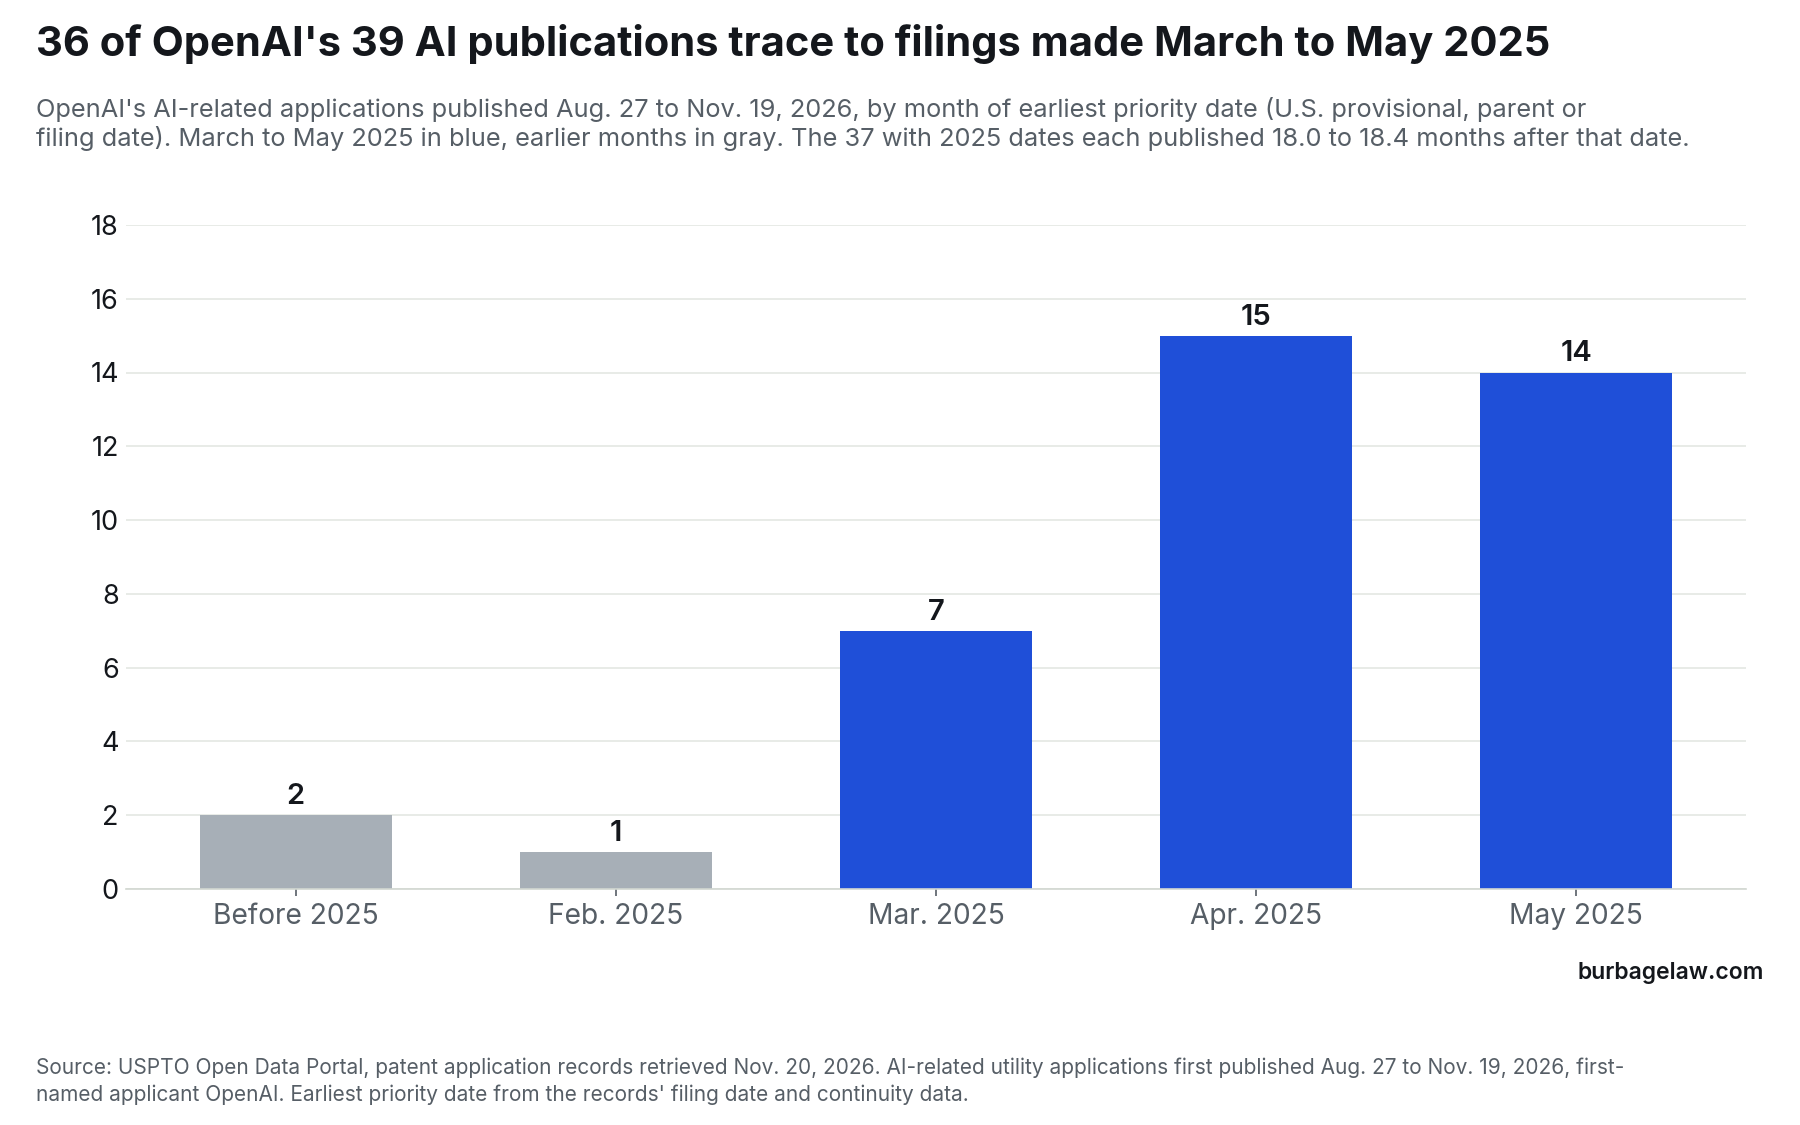 36 of OpenAI's 39 AI publications trace to filings made March to May 2025
OpenAI's AI-related applications published Aug. 27 to Nov. 19, 2026, by month of earliest priority date (U.S. provisional, parent or
filing date). March to May 2025 in blue, earlier months in gray. The 37 with 2025 dates each published 18.0 to 18.4 months after that date.
18
16
14
12
10
8
6
4
2
0
2
1
7
15
14
Before 2025
Feb. 2025
Mar. 2025
Apr. 2025
May 2025
burbagelaw.com
Source: USPTO Open Data Portal, patent application records retrieved Nov. 20, 2026. AI-related utility applications first published Aug. 27 to Nov. 19, 2026, first-
named applicant OpenAI. Earliest priority date from the records' filing date and continuity data.